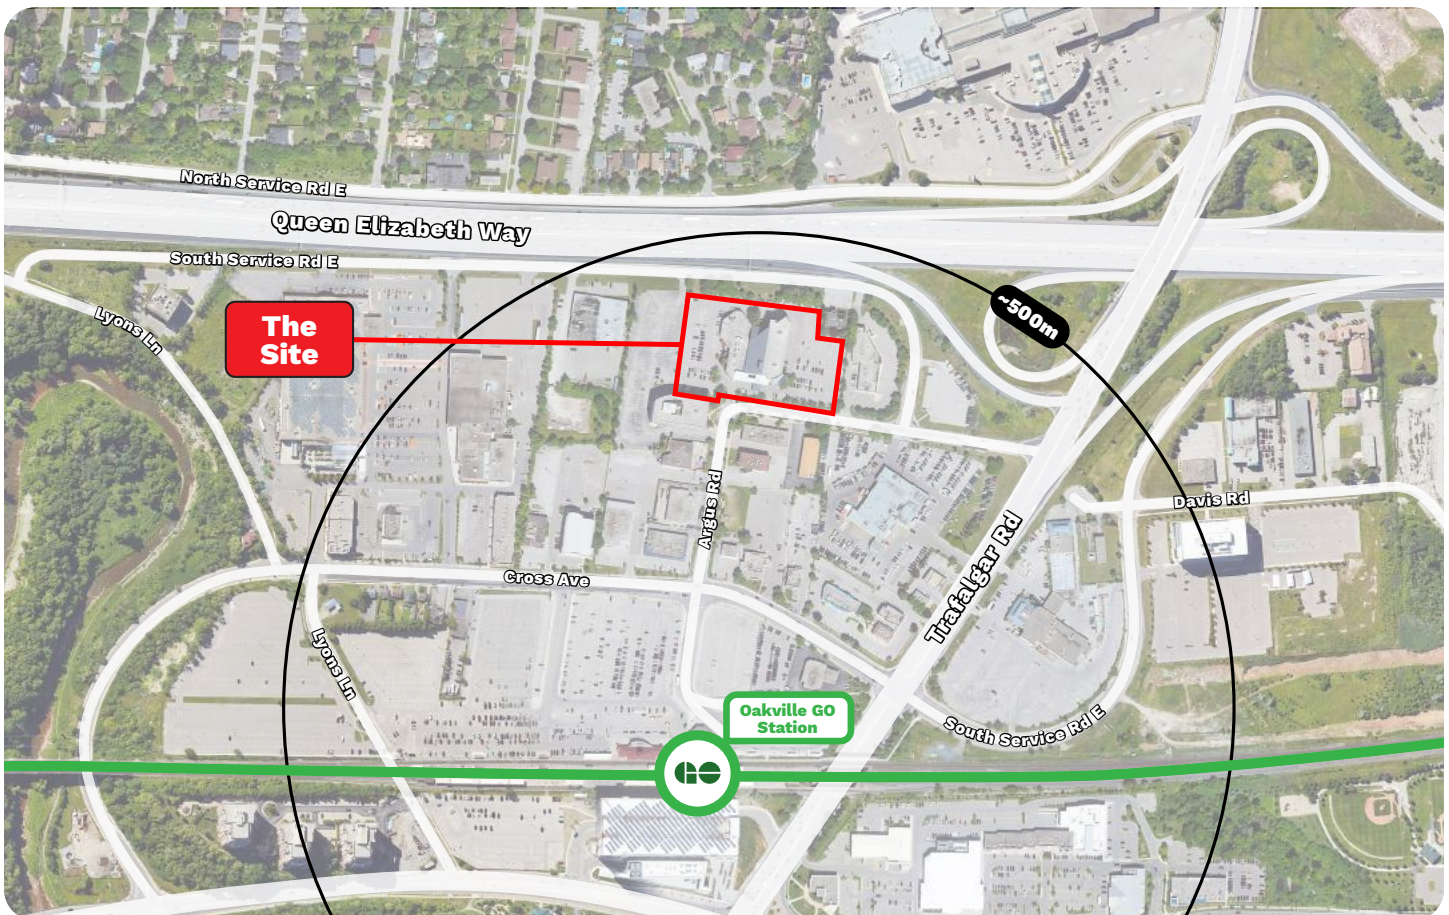 North Service Rd E
Queen Elizabeth Way
South Service Rd E
Lyons Ln
The
Site
~500m
Argus Rd
Davis Rd
Trafalgar Rd
Cross Ave
Lyons Ln
Oakville GO
Station
South Service Rd E
GO